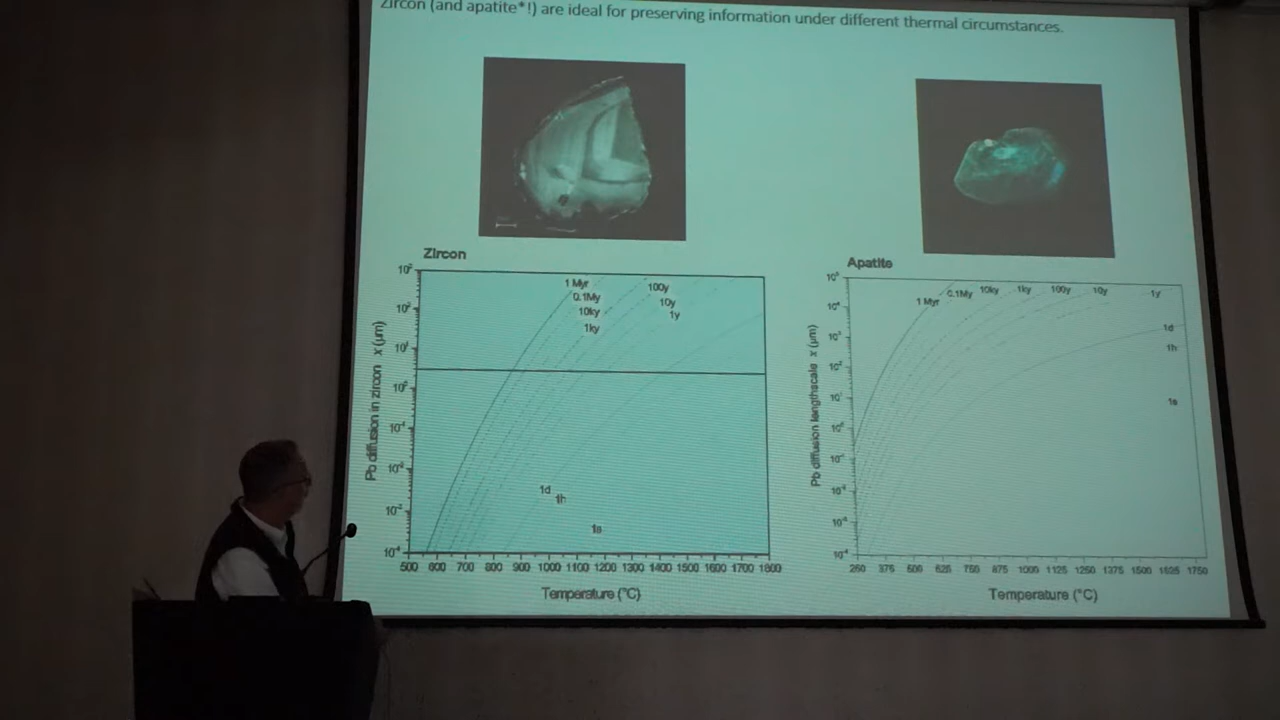 Zircon (and apatite*!) are ideal for preserving information under different thermal circumstances.
Zircon
Pb diffusion in zircon x (μm)
1 Myr
0.1My
10ky
1ky
100y
10y
1y
1d
1h
1s
500 600 700 800 900 1000 1100 1200 1300 1400 1500 1600 1700 1800
Temperature (°C)
Apatite
Pb diffusion lengthscale x (μm)
1 Myr
0.1My
10ky
1ky
100y
10y
1y
1d
1h
1s
250 375 500 625 750 875 1000 1125 1250 1375 1500 1625 1750
Temperature (°C)